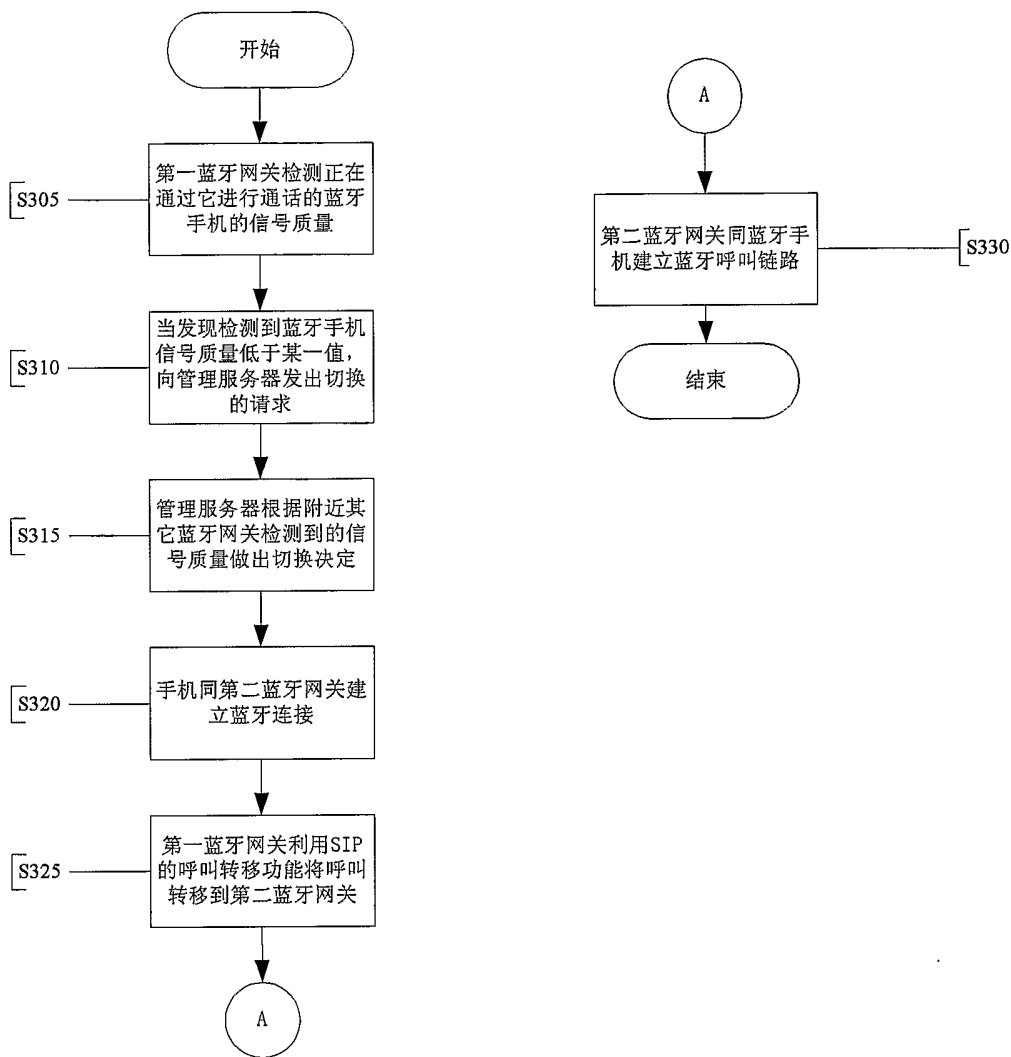 开始
S305
第一蓝牙网关检测正在
通过它进行通话的蓝牙
手机的信号质量
S310
当发现检测到蓝牙手机
信号质量低于某一值，
向管理服务器发出切换
的请求
S315
管理服务器根据附近其
它蓝牙网关检测到的信
号质量做出切换决定
S320
手机同第二蓝牙网关建
立蓝牙连接
S325
第一蓝牙网关利用SIP
的呼叫转移功能将呼叫
转移到第二蓝牙网关
A
A
第二蓝牙网关同蓝牙手
机建立蓝牙呼叫链路
S330
结束